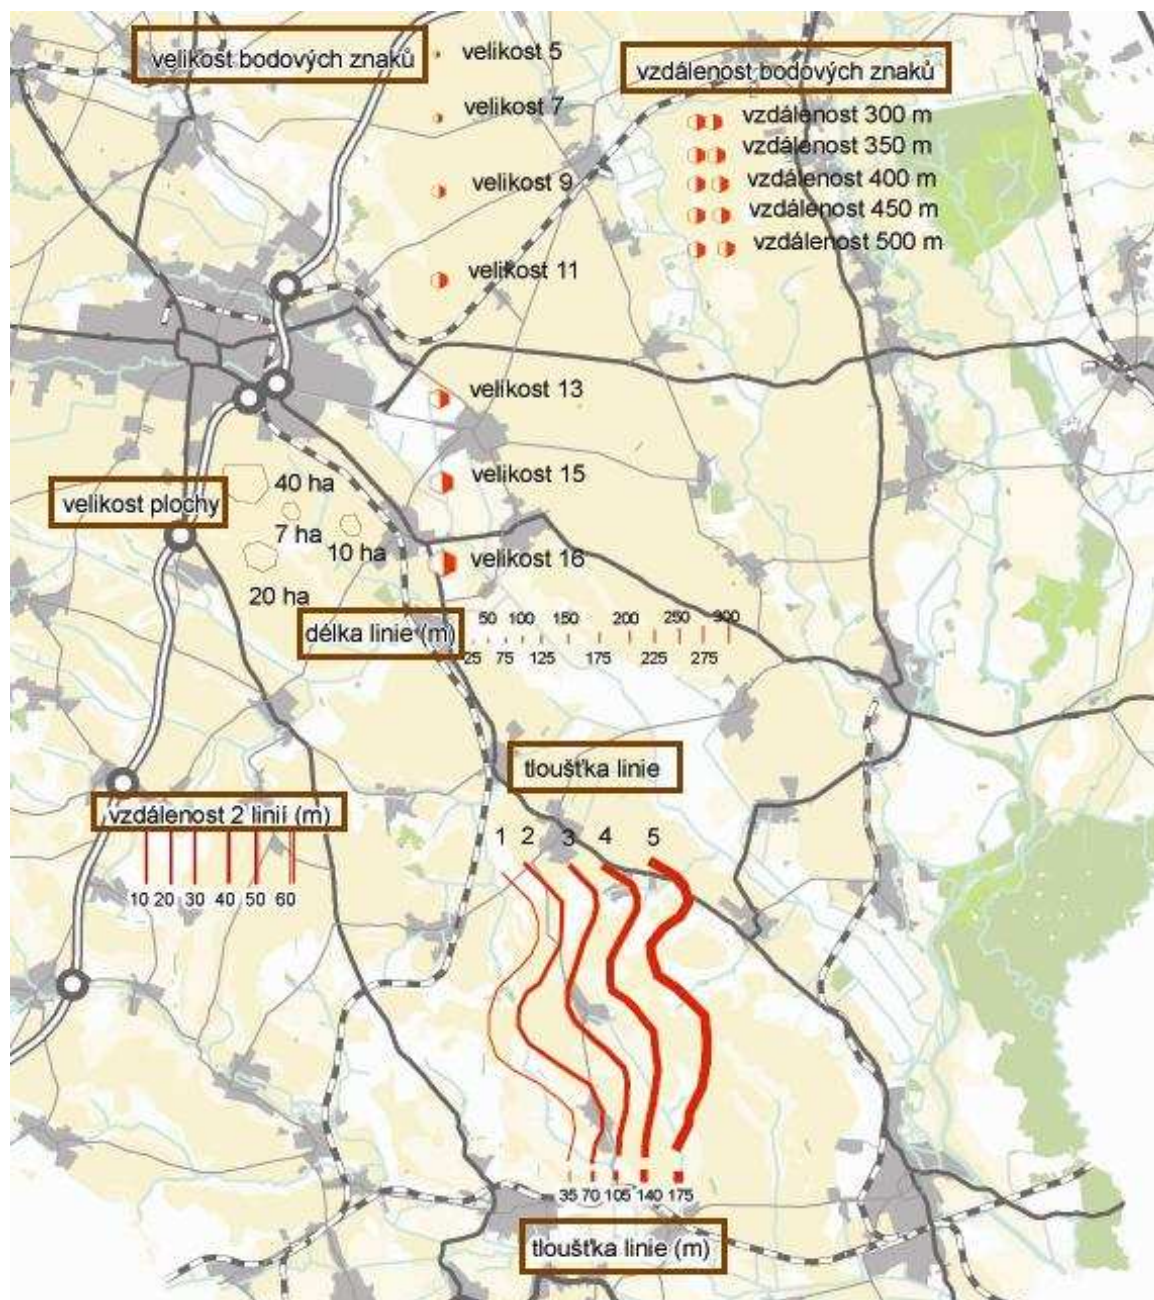 velikost bodových znaků
velikost 5
velikost 7
velikost 9
velikost 11
velikost 13
velikost 15
velikost 16
vzdálenost bodových znaků
vzdálenost 300 m
vzdálenost 350 m
vzdálenost 400 m
vzdálenost 450 m
vzdálenost 500 m
velikost plochy
40 ha
7 ha
10 ha
20 ha
délka linie (m)
50 100 150 200 250 300
25 75 125 175 225 275
tloušťka linie
1 2 3 4 5
vzdálenost 2 linií (m)
10 20 30 40 50 60
35 70 105 140 175
tloušťka linie (m)